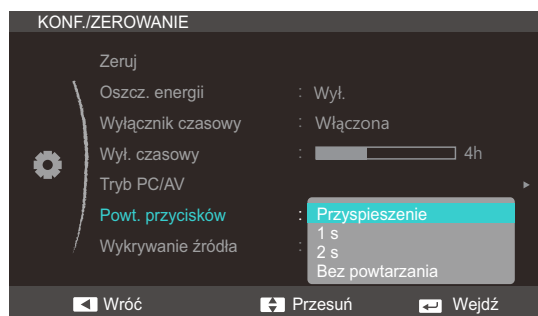 KONF./ZEROWANIE
Zeruj
Oszcz. energii : Wył.
Wyłącznik czasowy : Włączona
Wył. czasowy : 4h
Tryb PC/AV
Powt. przycisków : Przyspieszenie
1 s
Wykrywanie źródła : 2 s
Bez powtarzania
Wróć Przesuń Wejdź